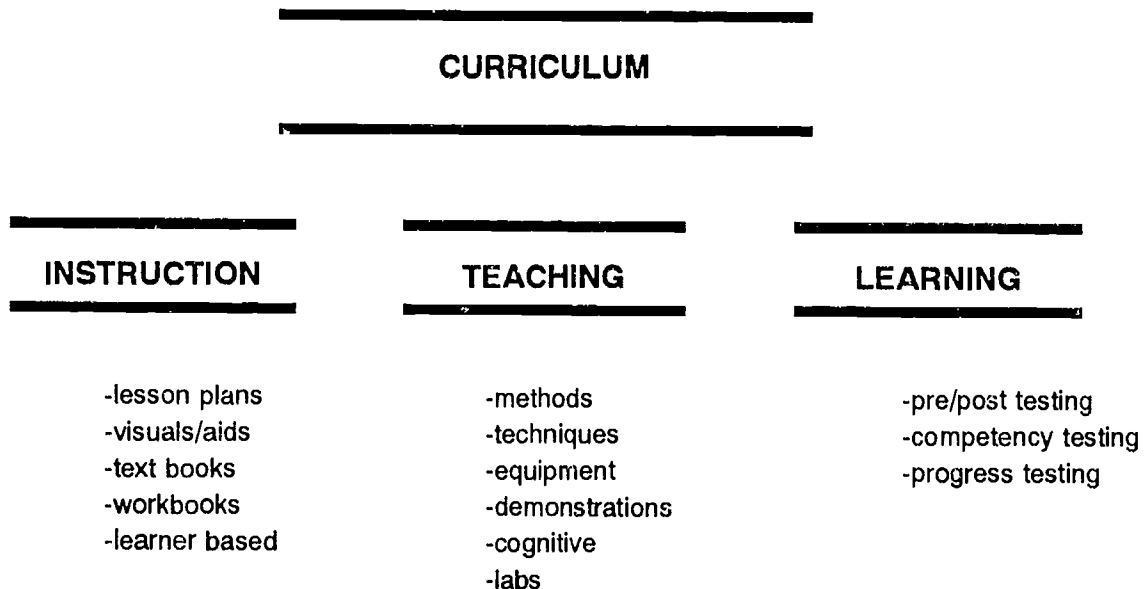 CURRICULUM
INSTRUCTION
-lesson plans
-visuals/aids
-text books
-workbooks
-learner based
TEACHING
-methods
-techniques
-equipment
-demonstrations
-cognitive
-labs
LEARNING
-pre/post testing
-competency testing
-progress testing